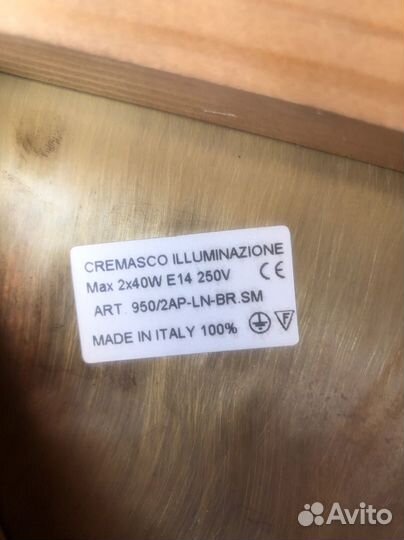 CREMASCO ILLUMINAZIONE
Max 2x40W E14 250V CE
ART. 950/2AP-LN-BR.SM
MADE IN ITALY 100% F
Avito